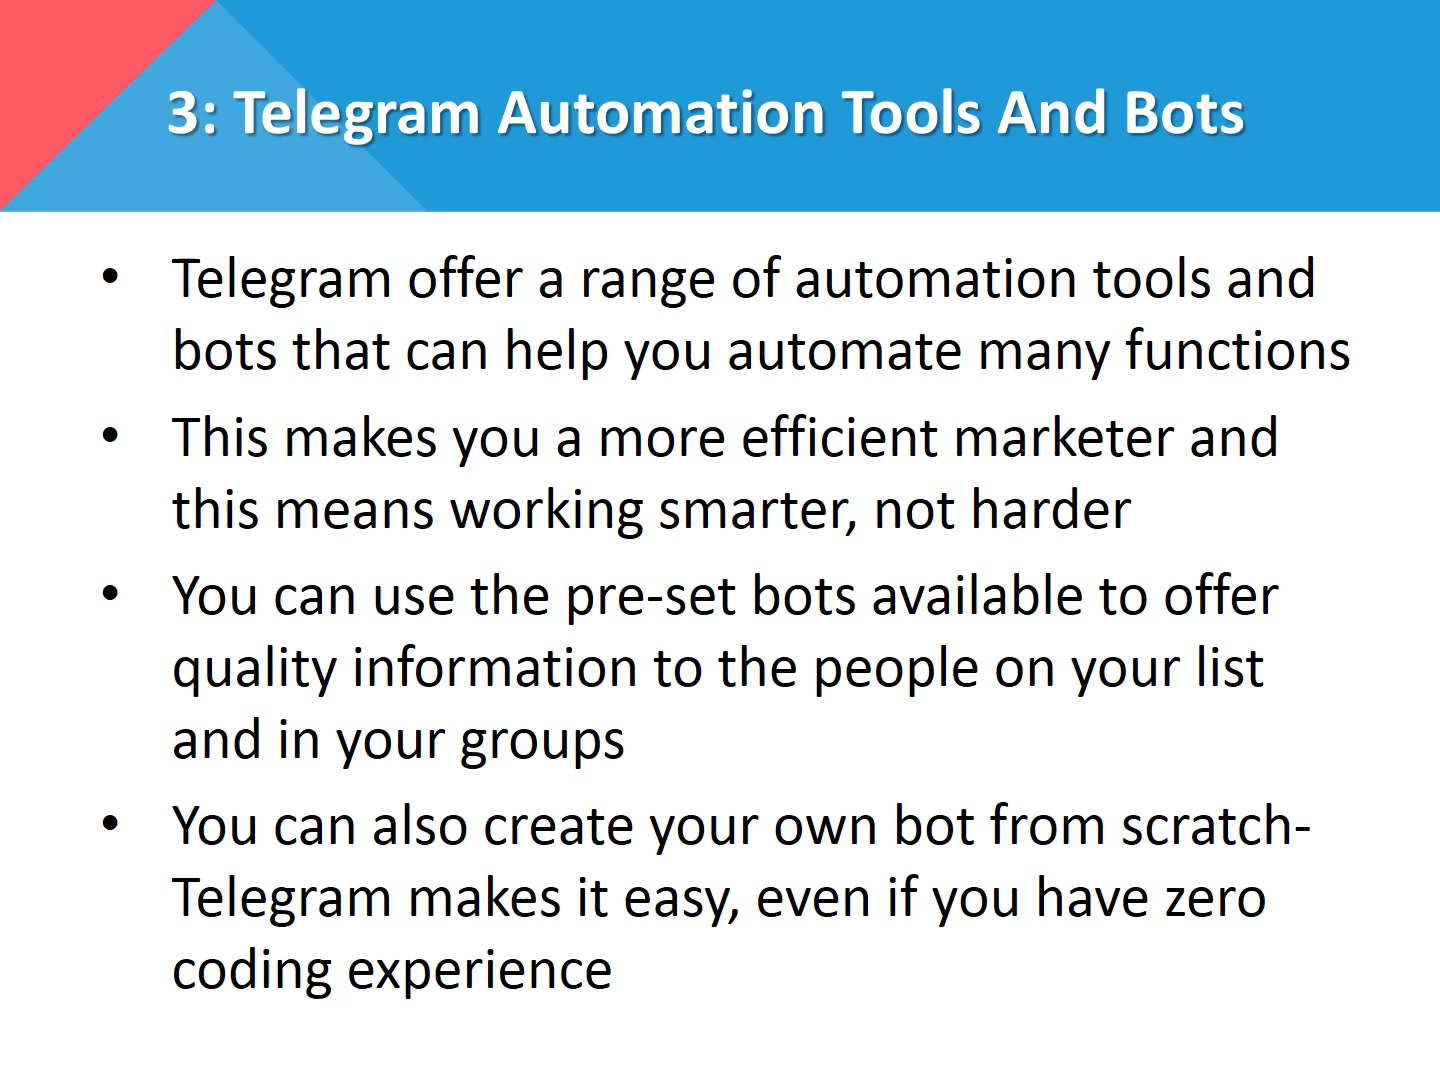 3: Telegram Automation Tools And Bots
• Telegram offer a range of automation tools and
bots that can help you automate many functions
• This makes you a more efficient marketer and
this means working smarter, not harder
• You can use the pre-set bots available to offer
quality information to the people on your list
and in your groups
• You can also create your own bot from scratch-
Telegram makes it easy, even if you have zero
coding experience